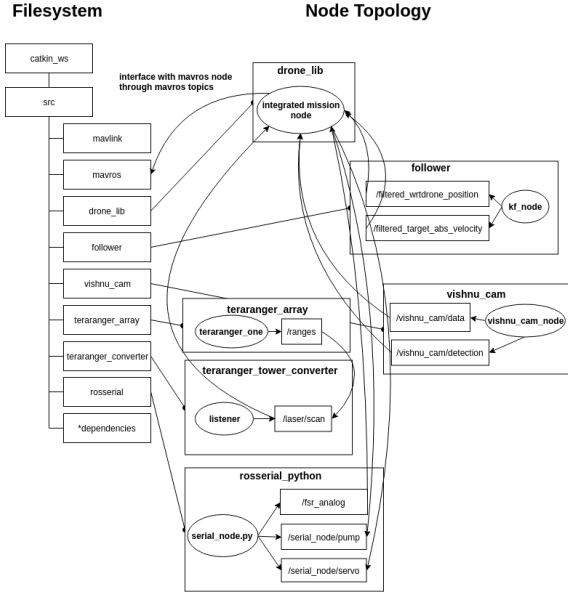 Filesystem
Node Topology
catkin_ws
src
mavlink
mavros
drone_lib
follower
vishnu_cam
teraranger_array
teraranger_converter
rosserial
*dependencies
interface with mavros node
through mavros topics
drone_lib
integrated mission
node
follower
/filtered_wrtdrone_position
/filtered_target_abs_velocity
kf_node
vishnu_cam
/vishnu_cam/data
/vishnu_cam/detection
vishnu_cam_node
teraranger_array
teraranger_one
/ranges
teraranger_tower_converter
listener
/laser/scan
rosserial_python
serial_node.py
/fsr_analog
/serial_node/pump
/serial_node/servo